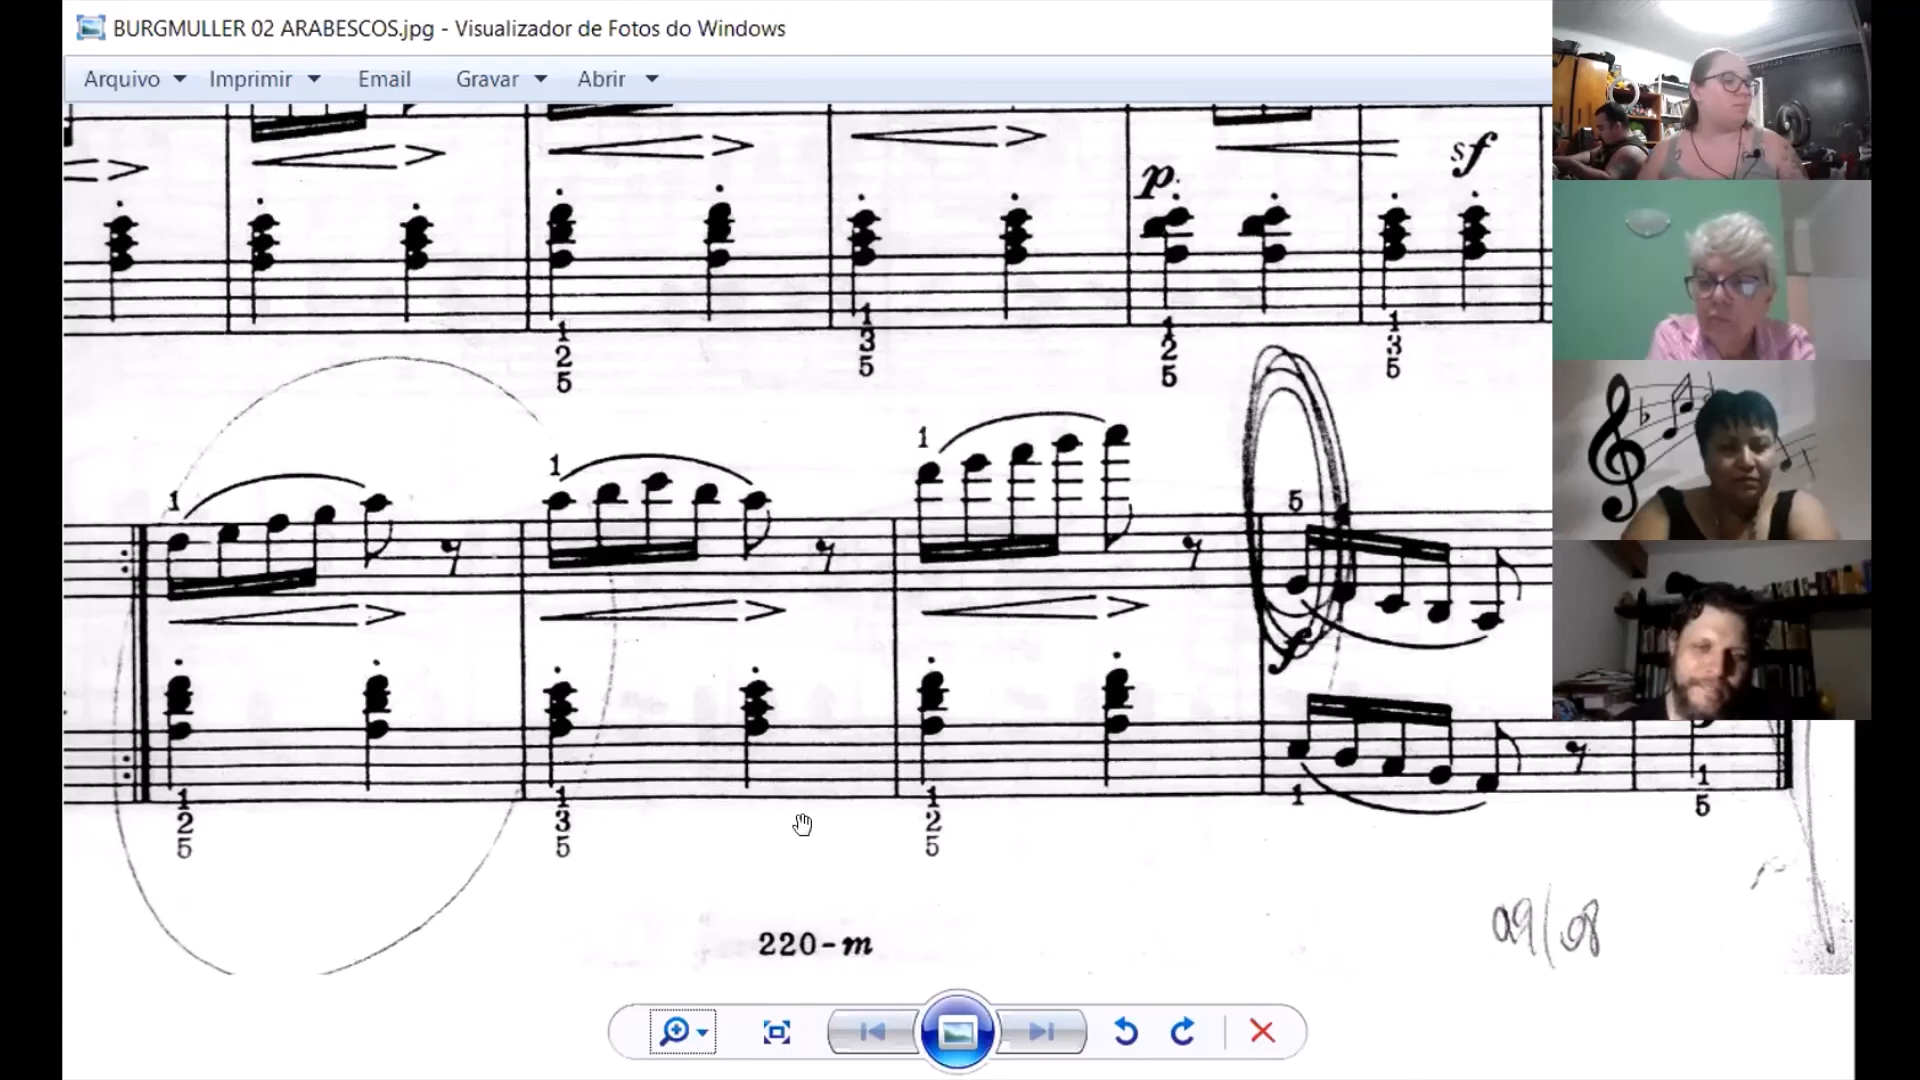 BURGMULLER 02 ARABESCOS.jpg - Visualizador de Fotos do Windows
Arquivo Imprimir Email Gravar Abrir
sf
p
1 1 1 1
2 3 2 3
5 5 5 5
1 1 1 5
f
1 1 1 1 1
2 3 2 5
5 5 5
220-m
09/08